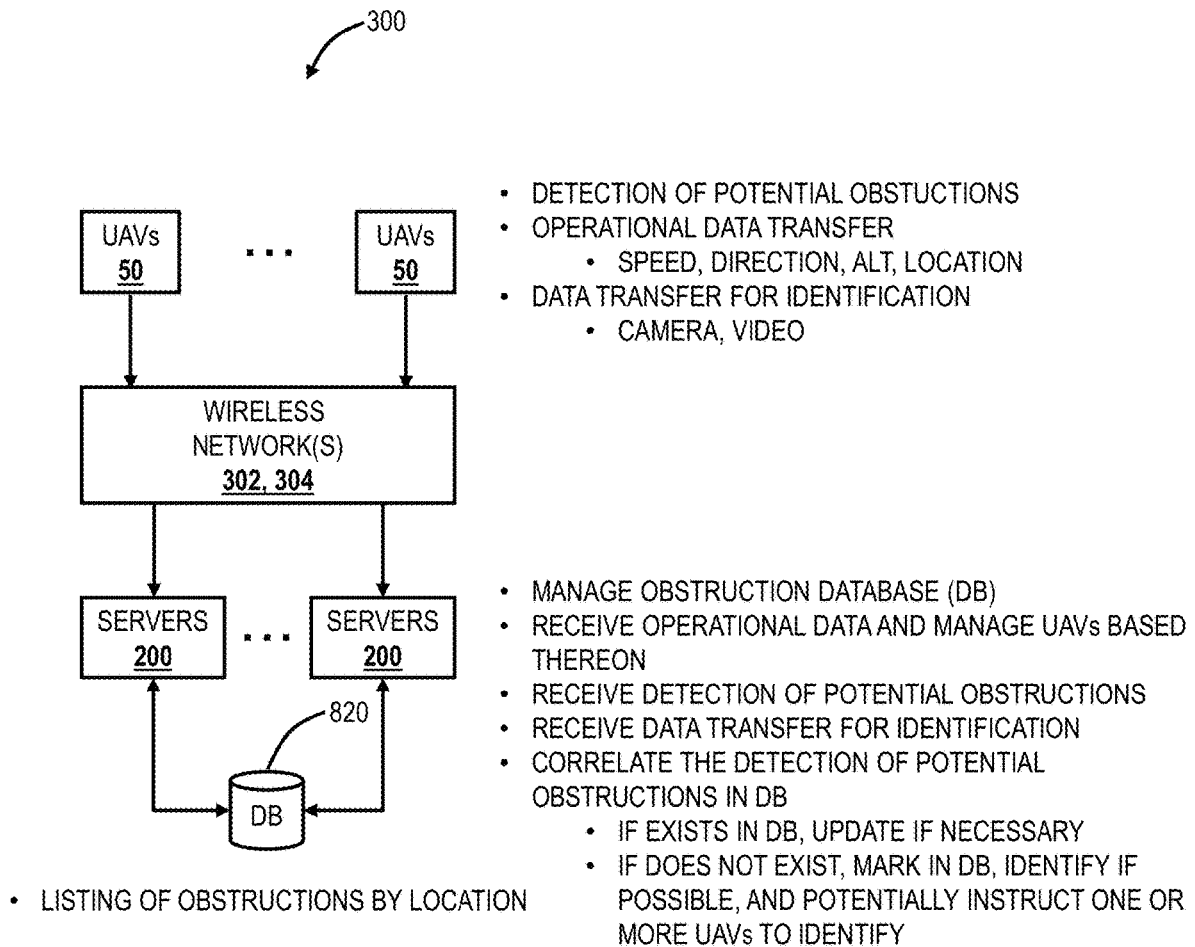 300
• DETECTION OF POTENTIAL OBSTUCTIONS
• OPERATIONAL DATA TRANSFER
• SPEED, DIRECTION, ALT, LOCATION
• DATA TRANSFER FOR IDENTIFICATION
• CAMERA, VIDEO
UAVs
50
...
UAVs
50
WIRELESS
NETWORK(S)
302, 304
SERVERS
200
...
SERVERS
200
820
DB
• LISTING OF OBSTRUCTIONS BY LOCATION
• MANAGE OBSTRUCTION DATABASE (DB)
• RECEIVE OPERATIONAL DATA AND MANAGE UAVs BASED
THEREON
• RECEIVE DETECTION OF POTENTIAL OBSTRUCTIONS
• RECEIVE DATA TRANSFER FOR IDENTIFICATION
• CORRELATE THE DETECTION OF POTENTIAL
OBSTRUCTIONS IN DB
• IF EXISTS IN DB, UPDATE IF NECESSARY
• IF DOES NOT EXIST, MARK IN DB, IDENTIFY IF
POSSIBLE, AND POTENTIALLY INSTRUCT ONE OR
MORE UAVs TO IDENTIFY